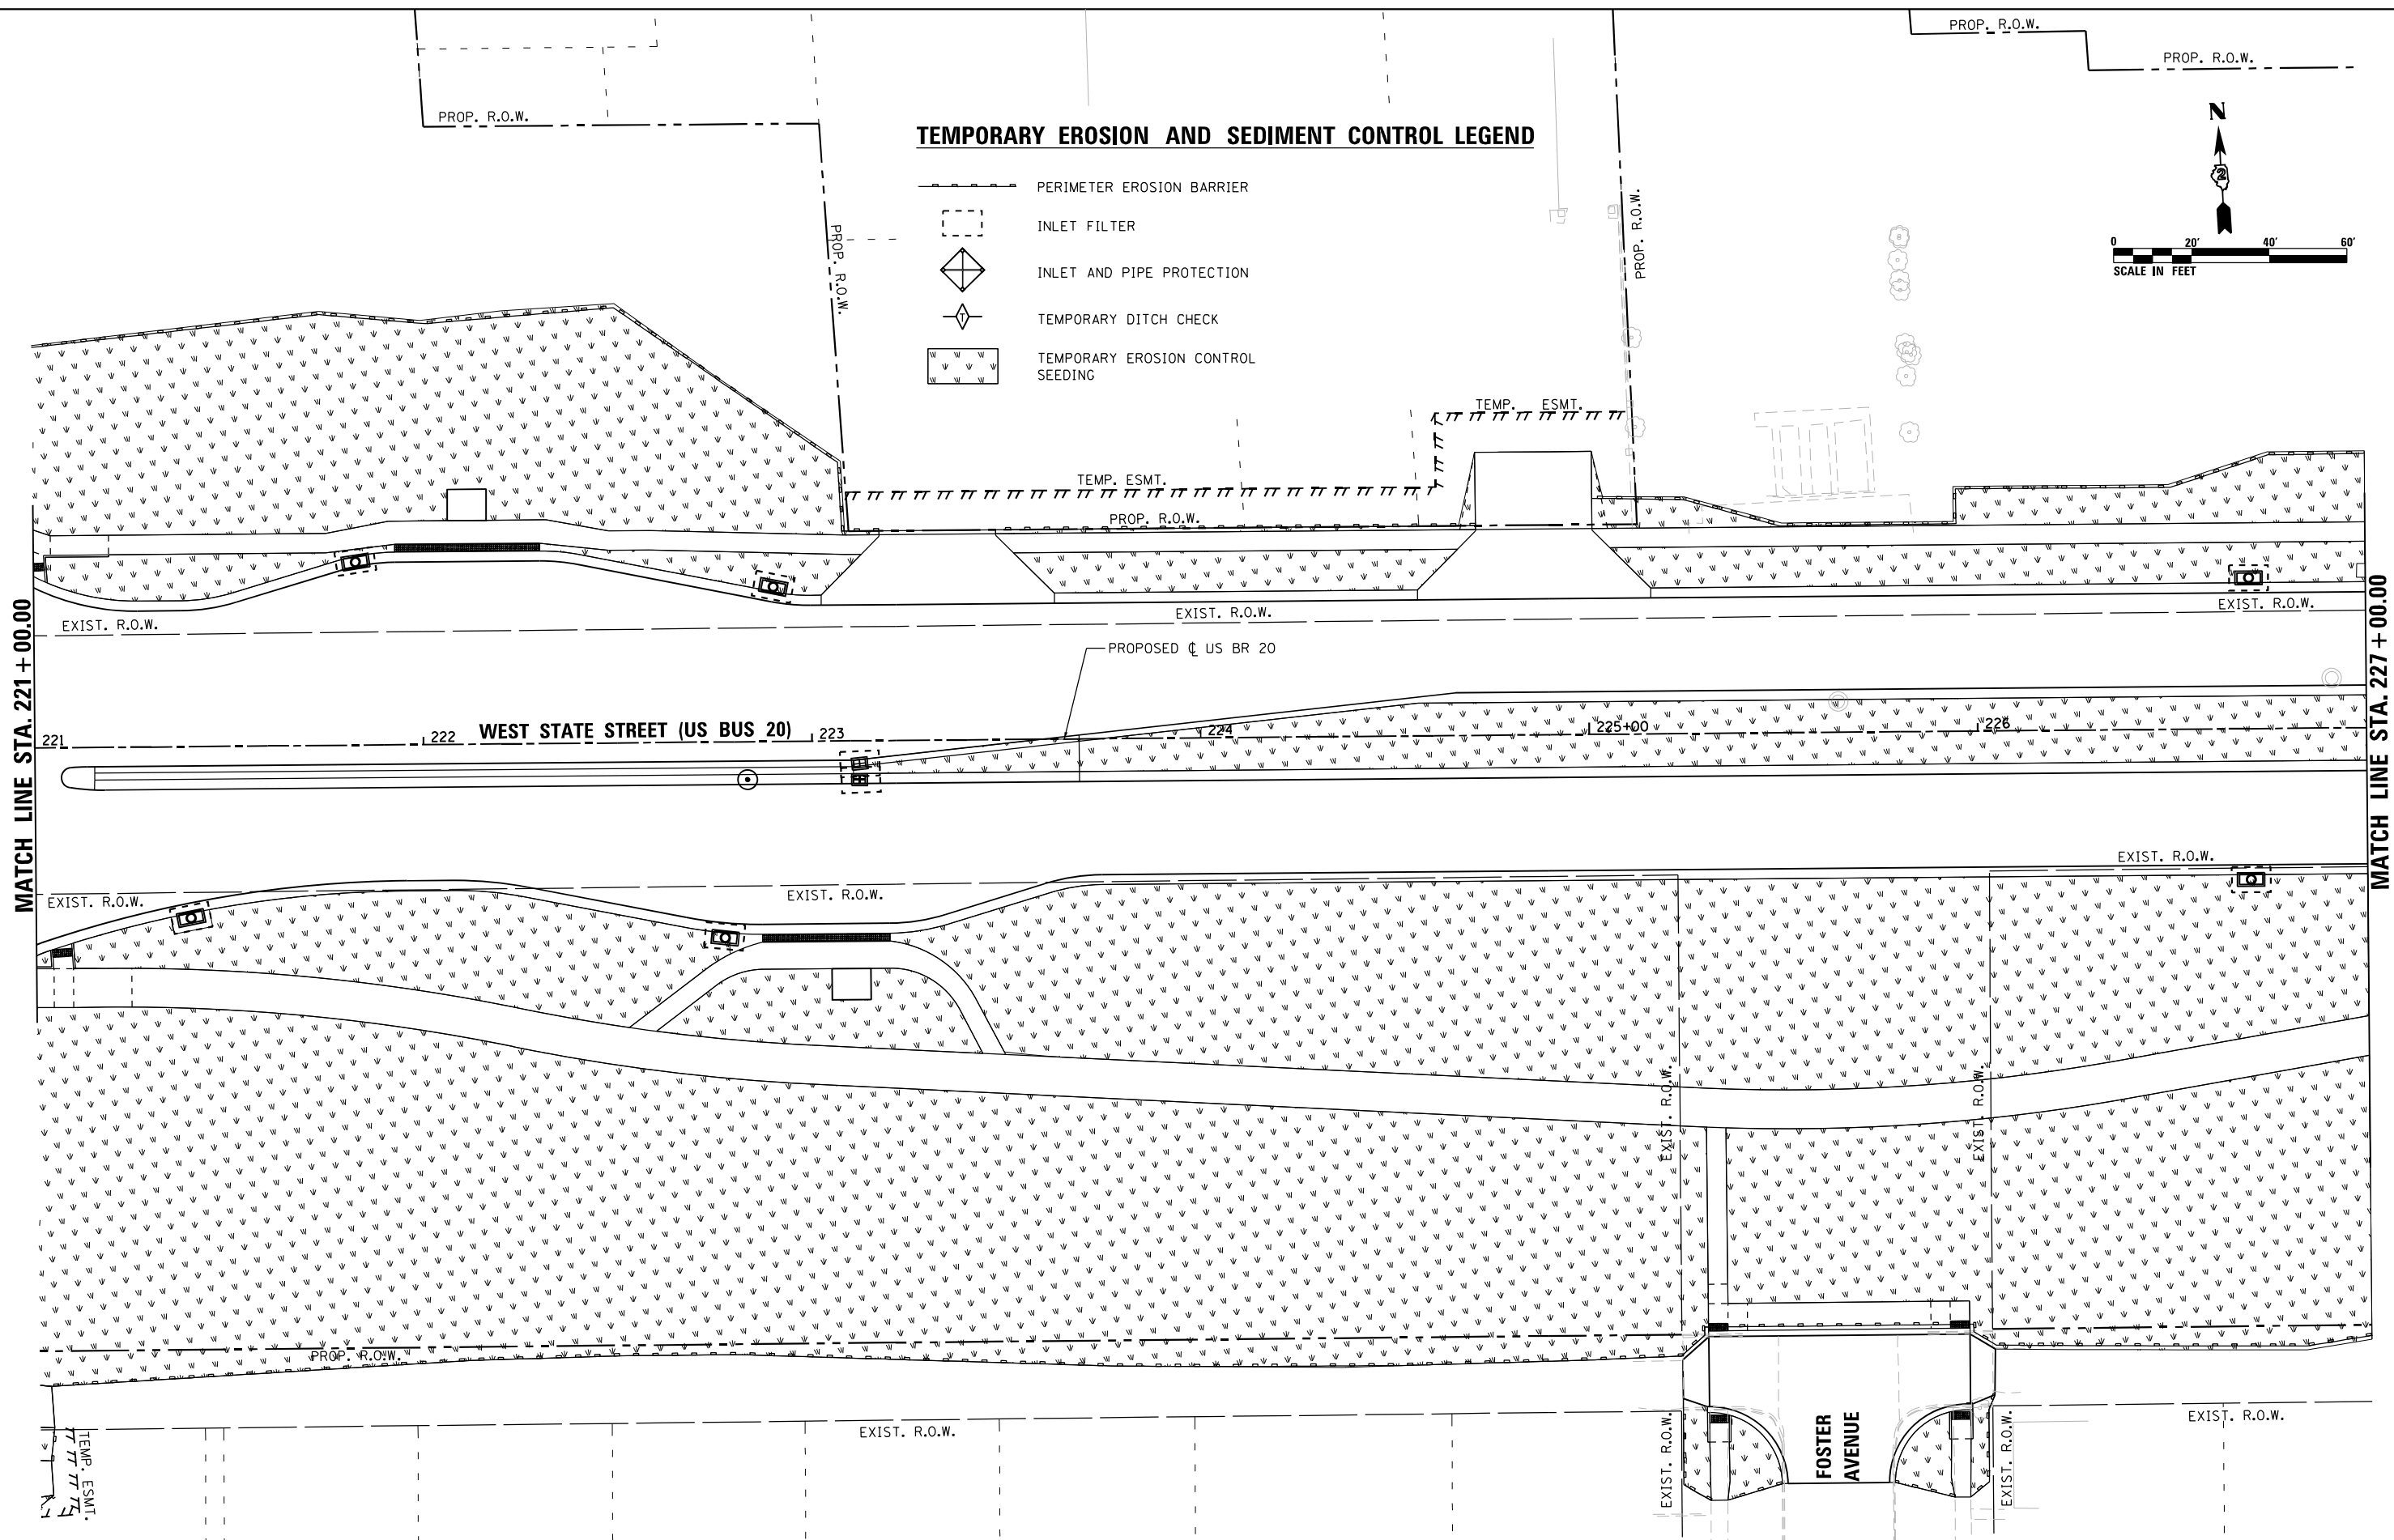 PROP. R.O.W.
PROP. R.O.W.
PROP. R.O.W.
N
2
0 20' 40' 60'
SCALE IN FEET
TEMPORARY EROSION AND SEDIMENT CONTROL LEGEND
PERIMETER EROSION BARRIER
INLET FILTER
INLET AND PIPE PROTECTION
T
TEMPORARY DITCH CHECK
TEMPORARY EROSION CONTROL
SEEDING
PROP. R.O.W.
PROP. R.O.W.
TEMP. ESMT.
TEMP. ESMT.
PROP. R.O.W.
EXIST. R.O.W.
EXIST. R.O.W.
EXIST. R.O.W.
PROPOSED ℄ US BR 20
MATCH LINE STA. 221+00.00
MATCH LINE STA. 227+00.00
221
222
WEST STATE STREET (US BUS 20)
223
224
225+00
226
EXIST. R.O.W.
EXIST. R.O.W.
EXIST. R.O.W.
EXIST. R.O.W.
EXIST. R.O.W.
PROP. R.O.W.
TEMP. ESMT.
EXIST. R.O.W.
EXIST. R.O.W.
FOSTER
AVENUE
EXIST. R.O.W.
EXIST. R.O.W.